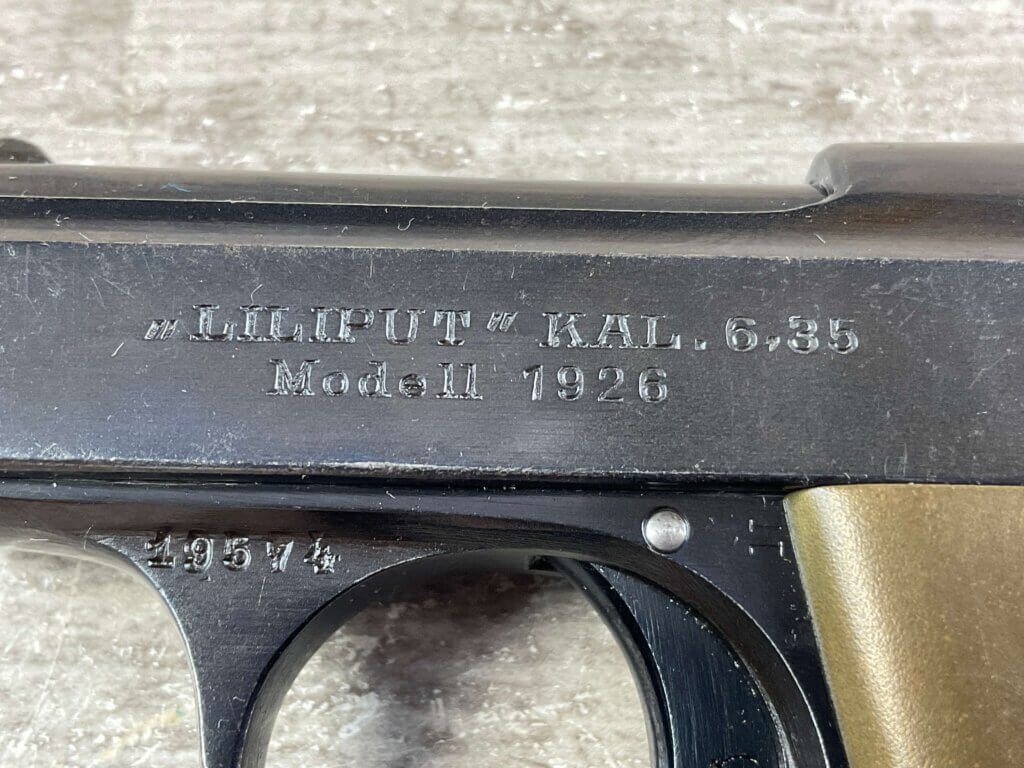 „LILIPUT“ KAL. 6,35
Modell 1926
19574